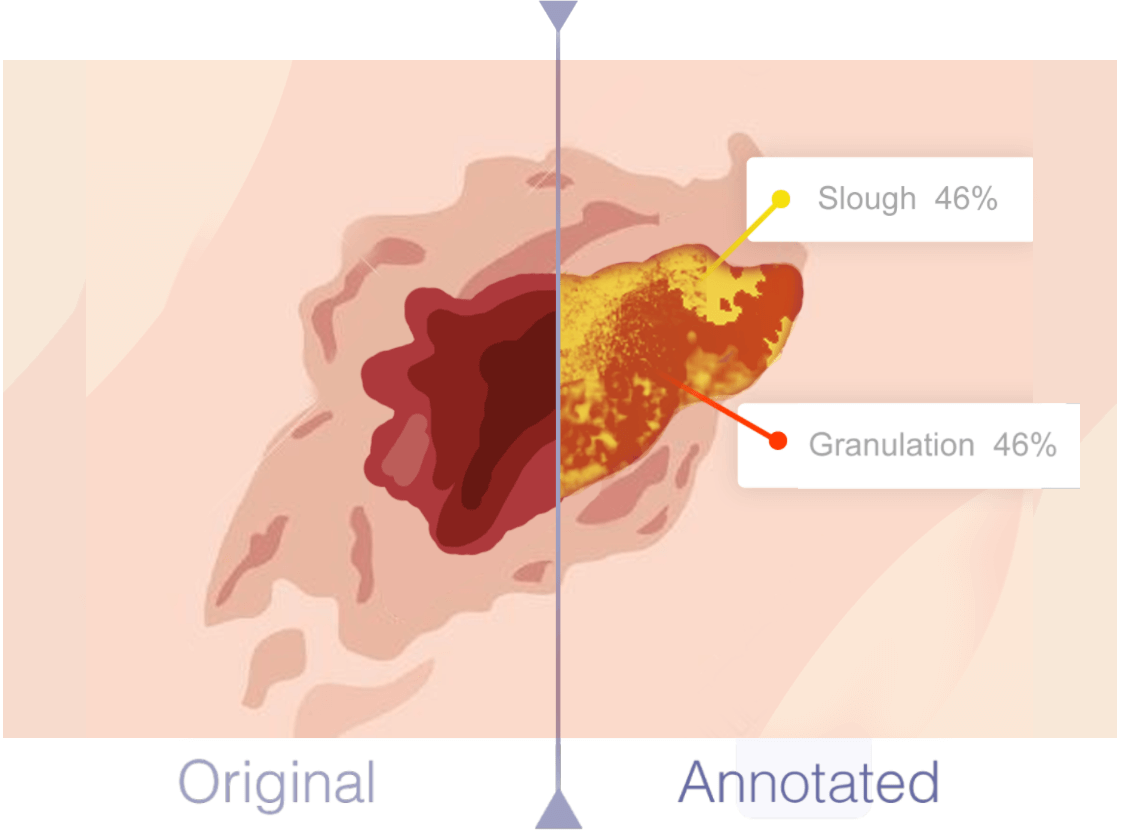 Slough 46%
Granulation 46%
Original
Annotated